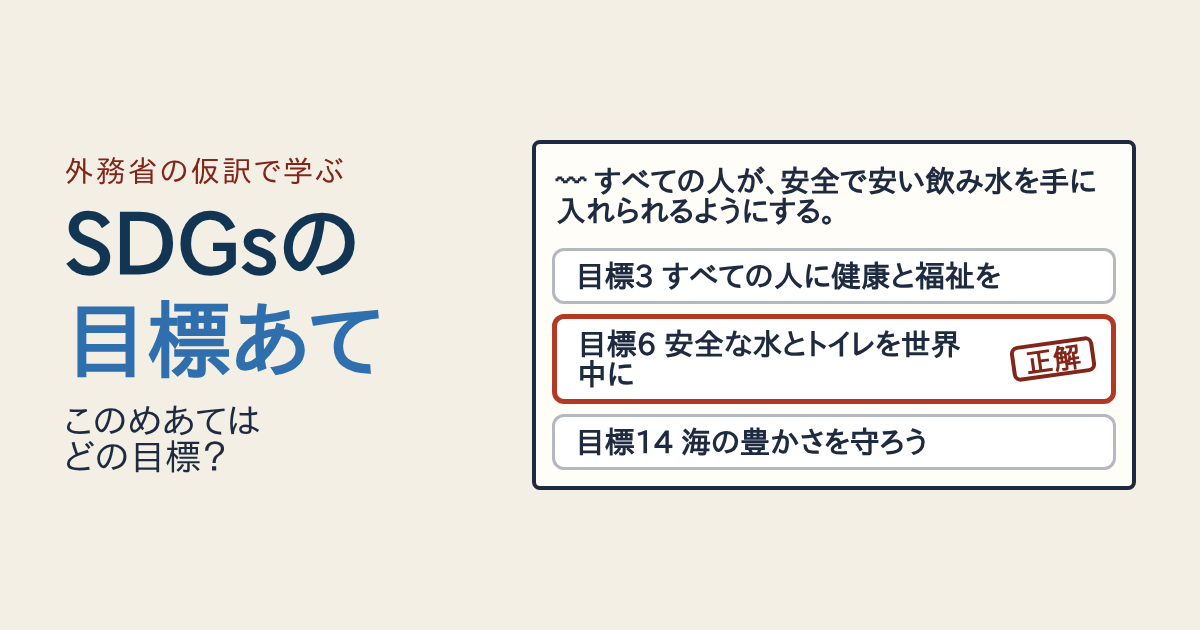 外務省の仮訳で学ぶ
SDGsの
目標あて
このめあては
どの目標？
〰 すべての人が、安全で安い飲み水を手に
入れられるようにする。
目標3 すべての人に健康と福祉を
目標6 安全な水とトイレを世界
中に
正解
目標14 海の豊かさを守ろう